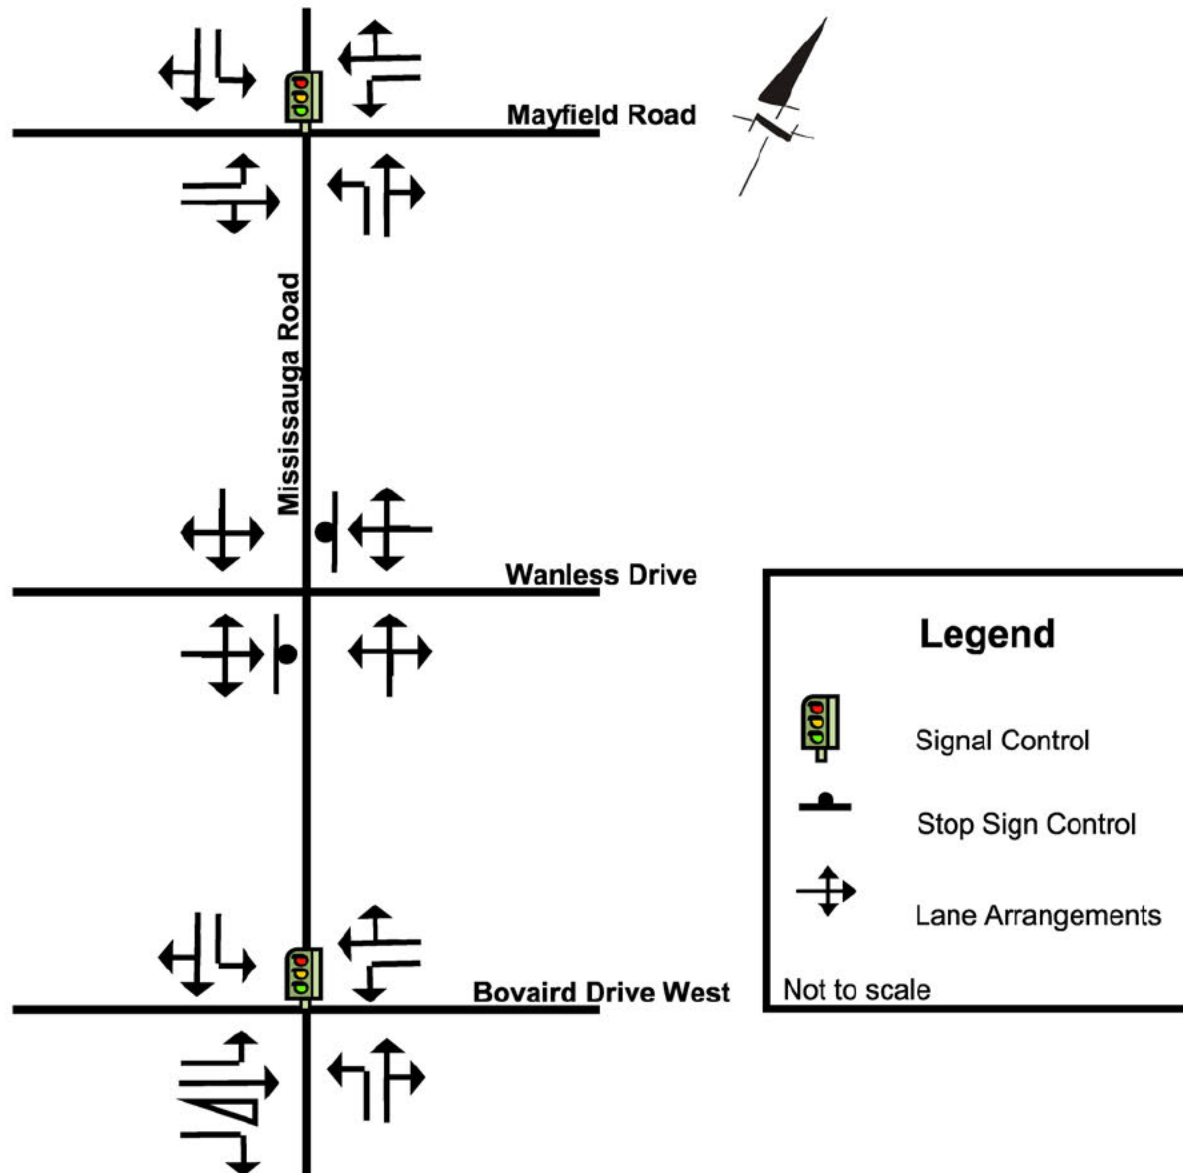 Mayfield Road
Mississauga Road
Wanless Drive
Legend
Signal Control
Stop Sign Control
Lane Arrangements
Not to scale
Bovaird Drive West